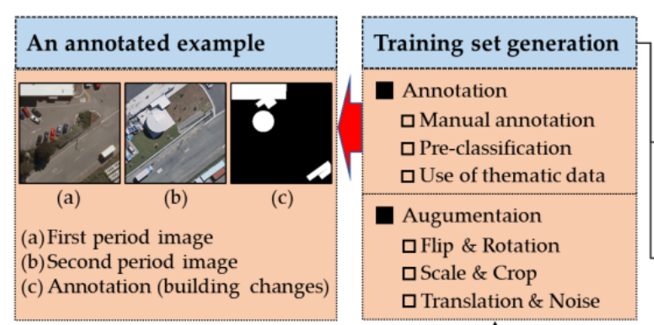 An annotated example
(a)
(b)
(c)
(a)First period image
(b)Second period image
(c) Annotation (building changes)
Training set generation
Annotation
Manual annotation
Pre-classification
Use of thematic data
Augumentaion
Flip & Rotation
Scale & Crop
Translation & Noise